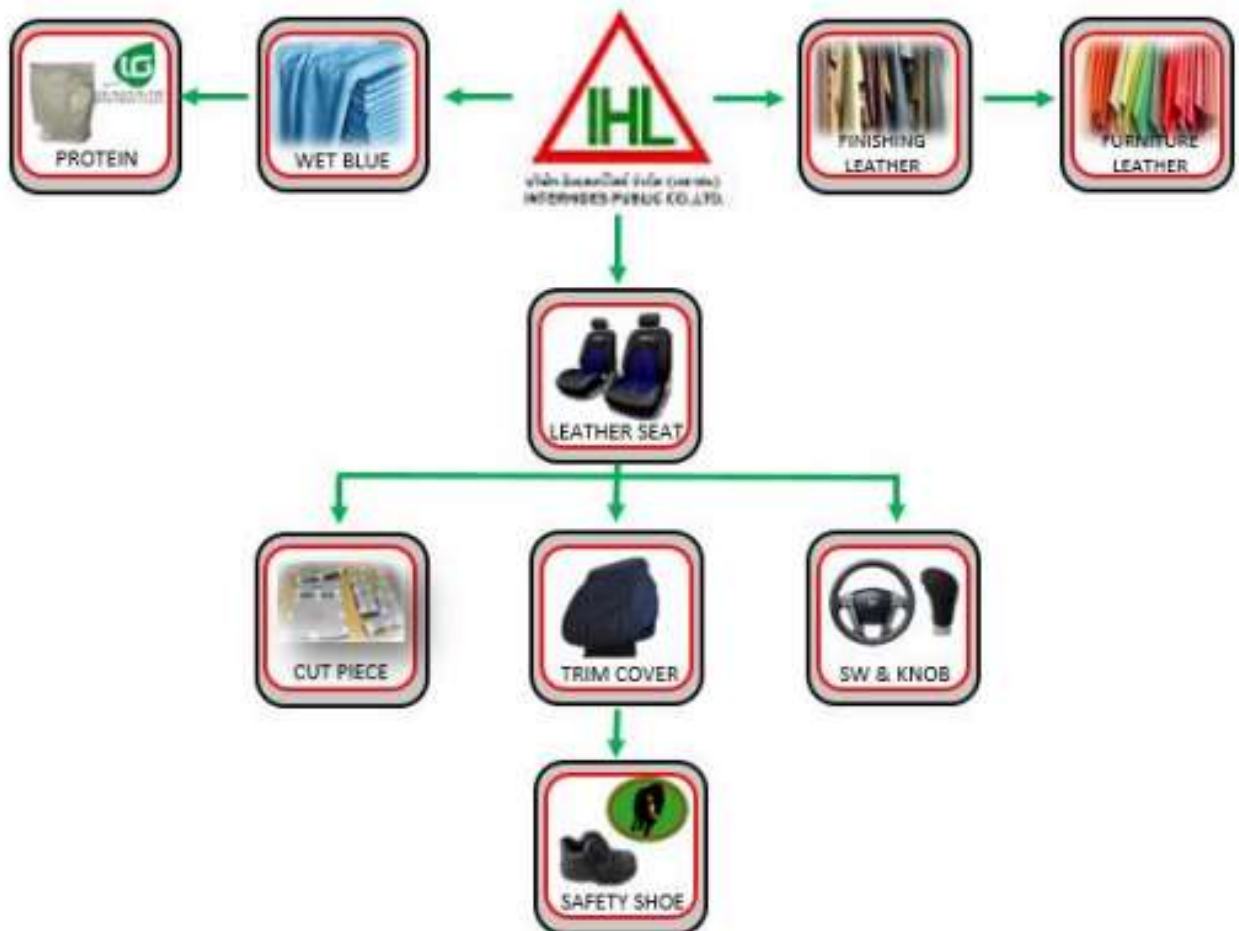 PROTEIN
WET BLUE
IHL
INTERHIDES PUBLIC CO.,LTD.
FINISHING
LEATHER
FURNITURE
LEATHER
LEATHER SEAT
CUT PIECE
TRIM COVER
SW & KNOB
SAFETY SHOE